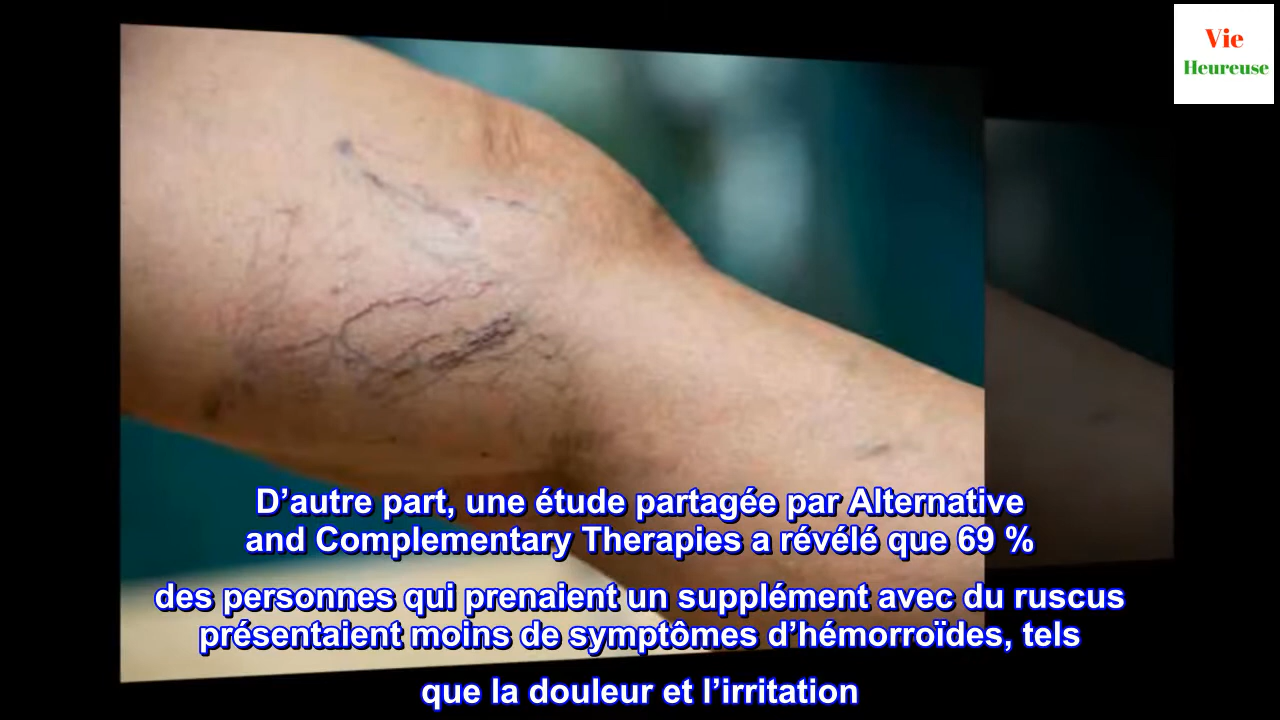 Vie
Heureuse
D’autre part, une étude partagée par Alternative
and Complementary Therapies a révélé que 69 %
des personnes qui prenaient un supplément avec du ruscus
présentaient moins de symptômes d’hémorroïdes, tels
que la douleur et l’irritation